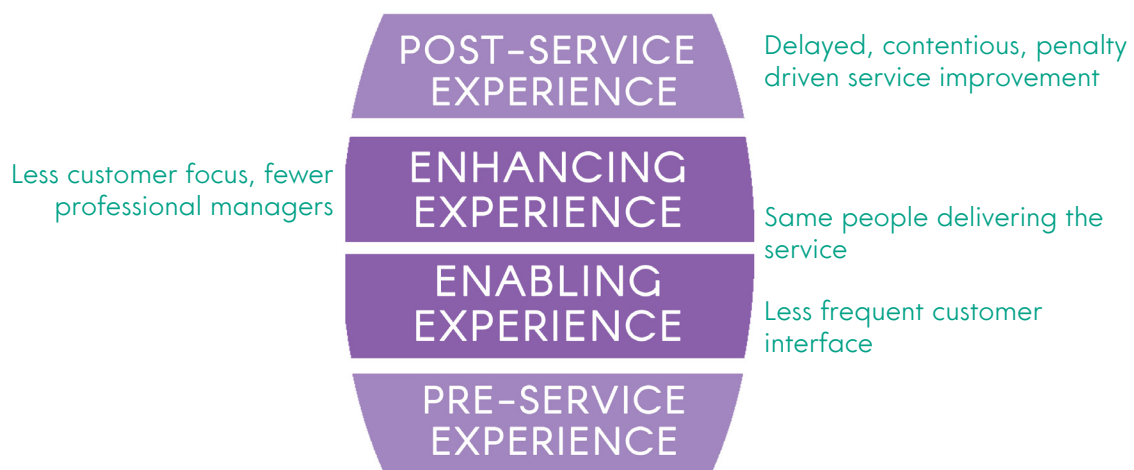 POST-SERVICE
EXPERIENCE
Delayed, contentious, penalty
driven service improvement
Less customer focus, fewer
professional managers
ENHANCING
EXPERIENCE
Same people delivering the
service
ENABLING
EXPERIENCE
Less frequent customer
interface
PRE-SERVICE
EXPERIENCE